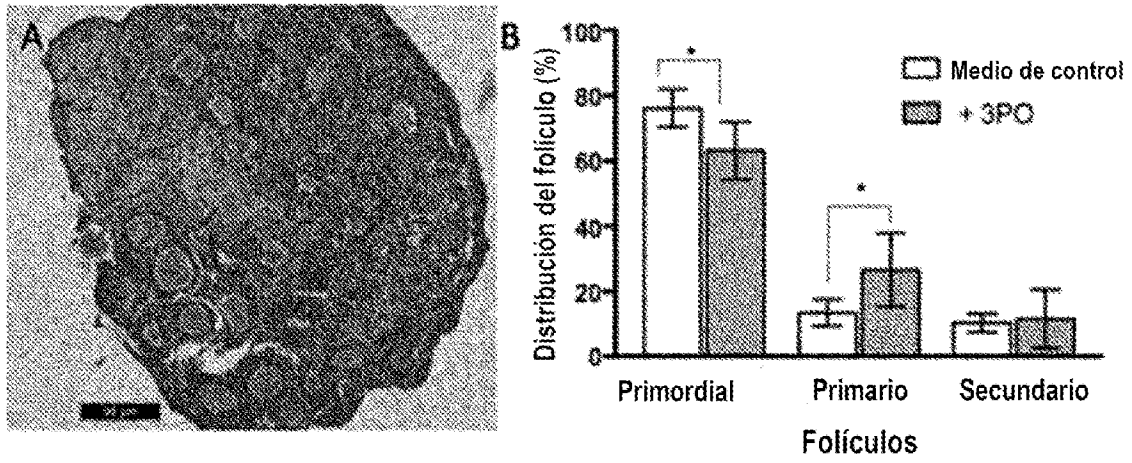 A
B
100
80
60
40
20
0
Distribución del folículo (%)
*
*
Medio de control
+ 3PO
Primordial
Primario
Secundario
Folículos